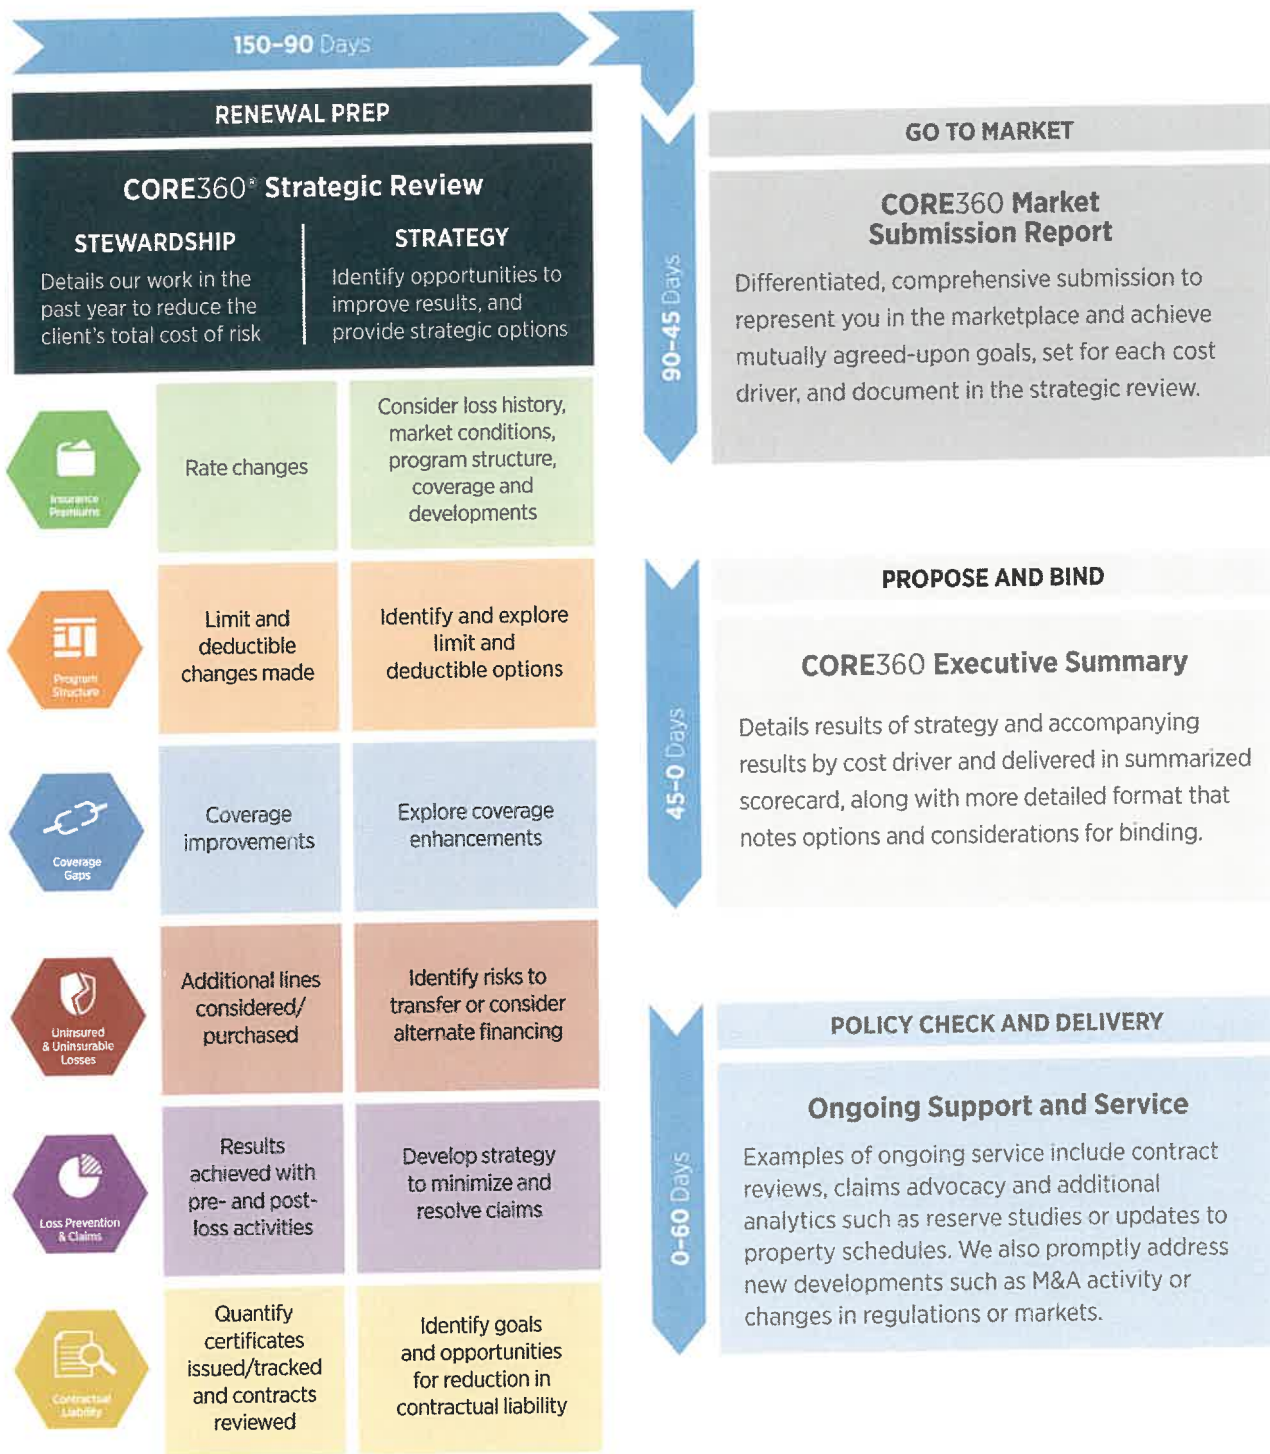 150–90 Days
RENEWAL PREP
CORE360® Strategic Review
STEWARDSHIP
Details our work in the
past year to reduce the
client's total cost of risk
STRATEGY
Identify opportunities to
improve results, and
provide strategic options
Insurance
Premiums
Rate changes
Consider loss history,
market conditions,
program structure,
coverage and
developments
Program
Structure
Limit and
deductible
changes made
Identify and explore
limit and
deductible options
Coverage
Gaps
Coverage
improvements
Explore coverage
enhancements
Uninsured
& Uninsurable
Losses
Additional lines
considered/
purchased
Identify risks to
transfer or consider
alternate financing
Loss Prevention
& Claims
Results
achieved with
pre- and post-
loss activities
Develop strategy
to minimize and
resolve claims
Contractual
Liability
Quantify
certificates
issued/tracked
and contracts
reviewed
Identify goals
and opportunities
for reduction in
contractual liability
90–45 Days
GO TO MARKET
CORE360 Market
Submission Report
Differentiated, comprehensive submission to
represent you in the marketplace and achieve
mutually agreed-upon goals, set for each cost
driver, and document in the strategic review.
45–0 Days
PROPOSE AND BIND
CORE360 Executive Summary
Details results of strategy and accompanying
results by cost driver and delivered in summarized
scorecard, along with more detailed format that
notes options and considerations for binding.
0–60 Days
POLICY CHECK AND DELIVERY
Ongoing Support and Service
Examples of ongoing service include contract
reviews, claims advocacy and additional
analytics such as reserve studies or updates to
property schedules. We also promptly address
new developments such as M&A activity or
changes in regulations or markets.